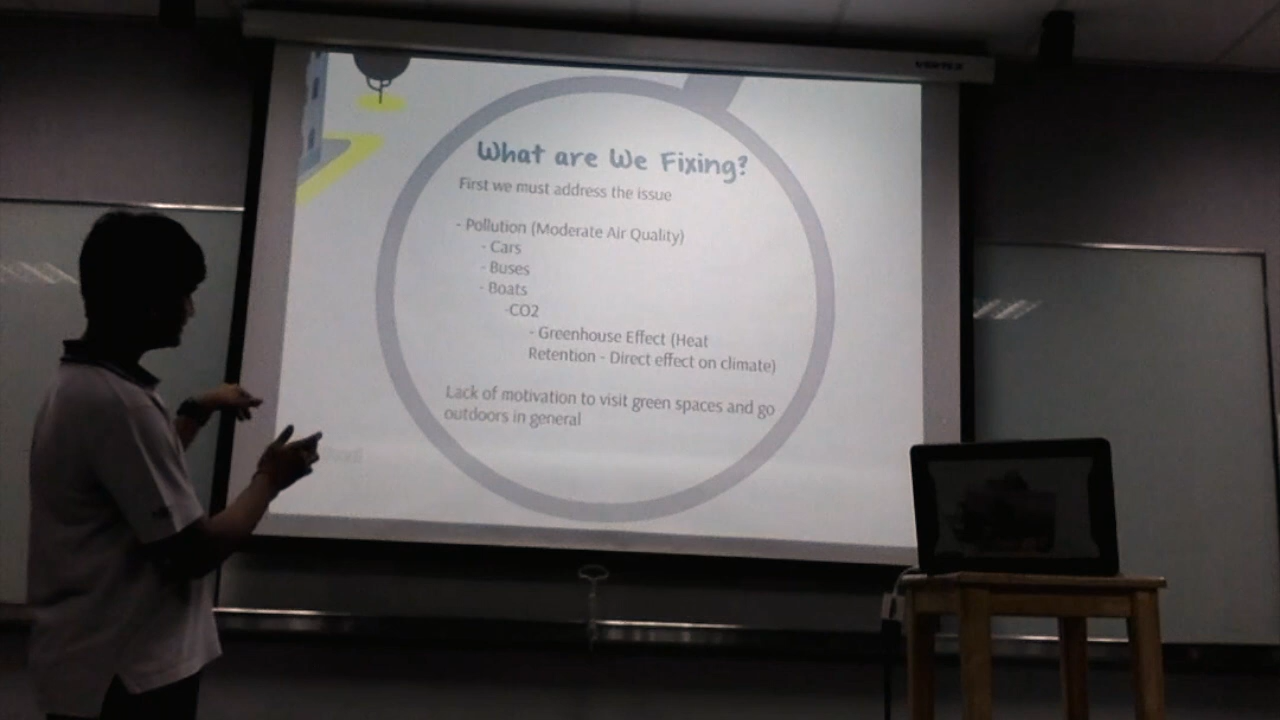 What are We Fixing?
First we must address the issue
- Pollution (Moderate Air Quality)
- Cars
- Buses
- Boats
-CO2
- Greenhouse Effect (Heat
Retention - Direct effect on climate)
Lack of motivation to visit green spaces and go
outdoors in general